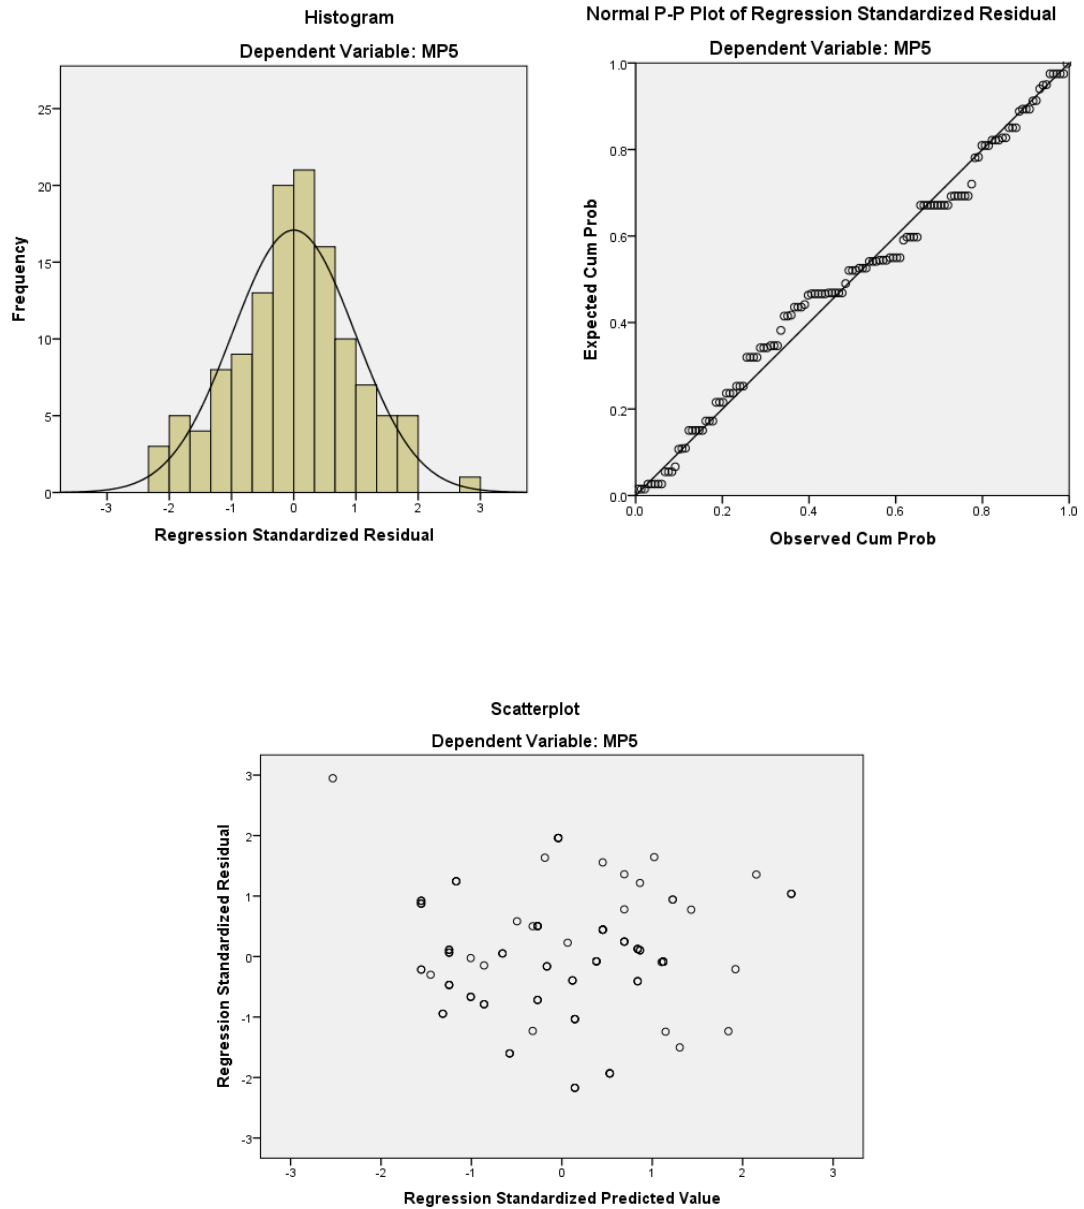 Histogram
Dependent Variable: MP5
Frequency
25
20
15
10
5
0
-3 -2 -1 0 1 2 3
Regression Standardized Residual
Normal P-P Plot of Regression Standardized Residual
Dependent Variable: MP5
Expected Cum Prob
1.0
0.8
0.6
0.4
0.2
0.0
0.0 0.2 0.4 0.6 0.8 1.0
Observed Cum Prob
Scatterplot
Dependent Variable: MP5
Regression Standardized Residual
3
2
1
0
-1
-2
-3
-3 -2 -1 0 1 2 3
Regression Standardized Predicted Value